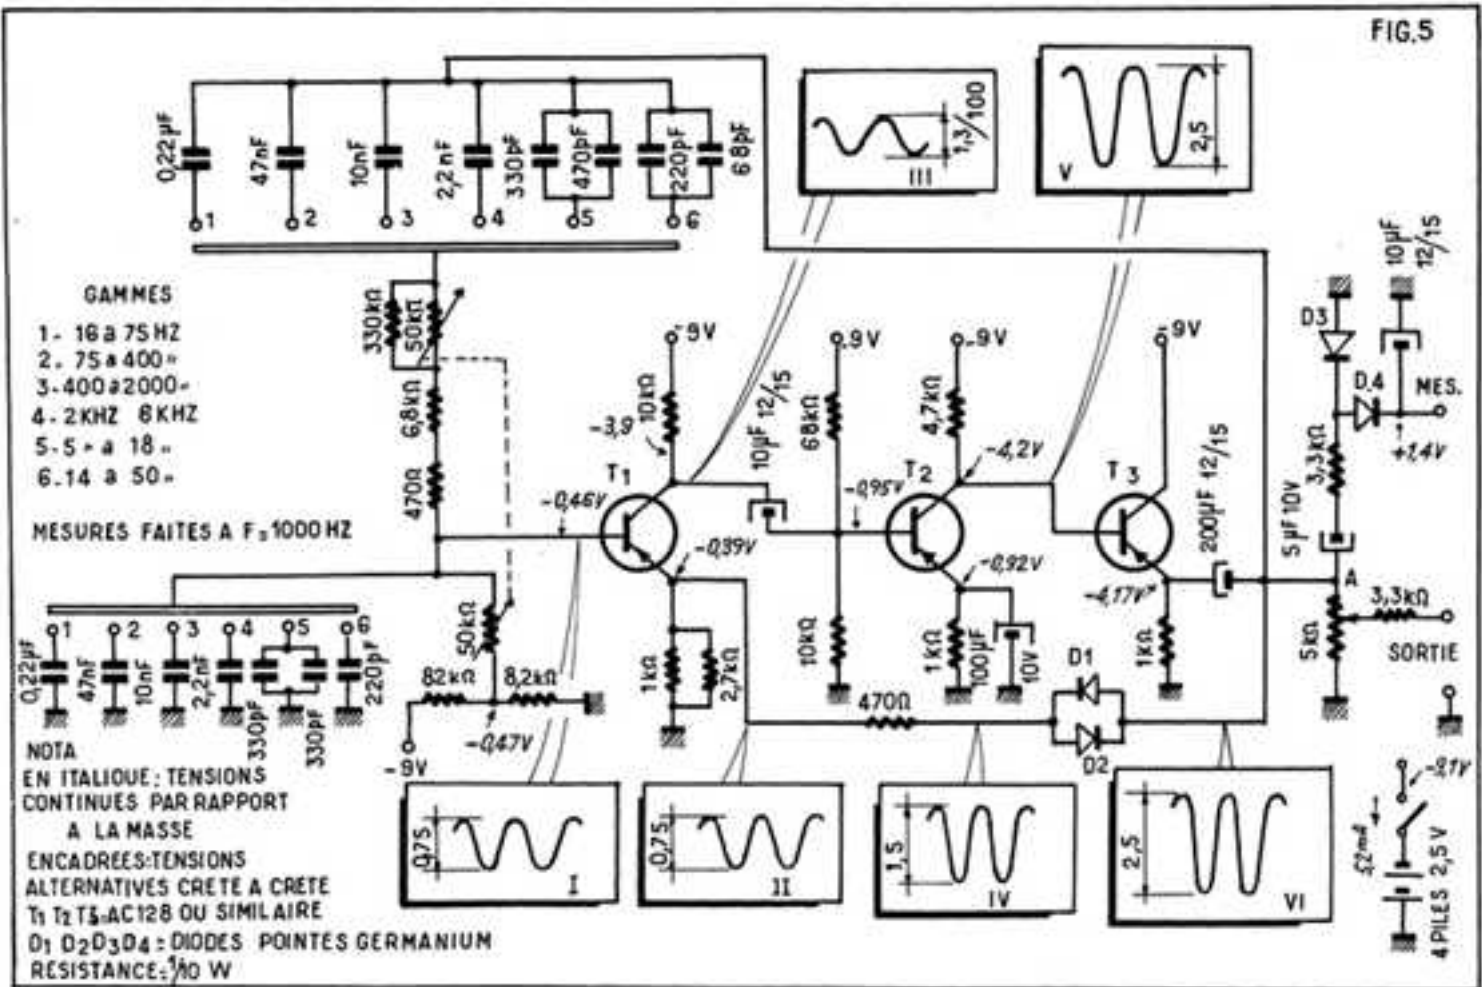 FIG.5
0,22µF
47nF
10nF
2,2nF
330pF
470pF
220pF
68pF
1
2
3
4
5
6
III
1,3/100
V
2,5
GAMMES
1- 16 à 75 HZ
2. 75 à 400 "
3-400 à 2000"
4-2KHZ 6KHZ
5.5 " à 18 "
6.14 à 50 "
MESURES FAITES A F=1000HZ
330kΩ
50kΩ
6,8kΩ
470Ω
-9V
10kΩ
-3,9
T1
-0,46V
-0,39V
10µF 12/15
.9V
68kΩ
-0,95V
10kΩ
-9V
4,7kΩ
T2
-4,2V
-0,92V
1kΩ
100µF
10V
-9V
T3
-4,17V
1kΩ
200µF 12/15
D3
10µF
12/15
D.4
MES.
+1,4V
3,3kΩ
5µF 10V
A
3,3kΩ
5kΩ
SORTIE
1
2
3
4
5
6
0,22µF
47nF
10nF
2,2nF
330pF
330pF
220pF
50kΩ
82kΩ
8,2kΩ
-0,47V
-9V
1kΩ
2,7kΩ
470Ω
D1
D2
NOTA
EN ITALIQUE: TENSIONS
CONTINUES PAR RAPPORT
A LA MASSE
ENCADREES:TENSIONS
ALTERNATIVES CRETE A CRETE
T1 T2 T3=AC128 OU SIMILAIRE
D1 D2D3D4: DIODES POINTES GERMANIUM
RESISTANCE:1/10 W
0,75
I
0,75
II
1,5
IV
2,5
VI
-9,1V
5,2mA
4 PILES 2,5 V